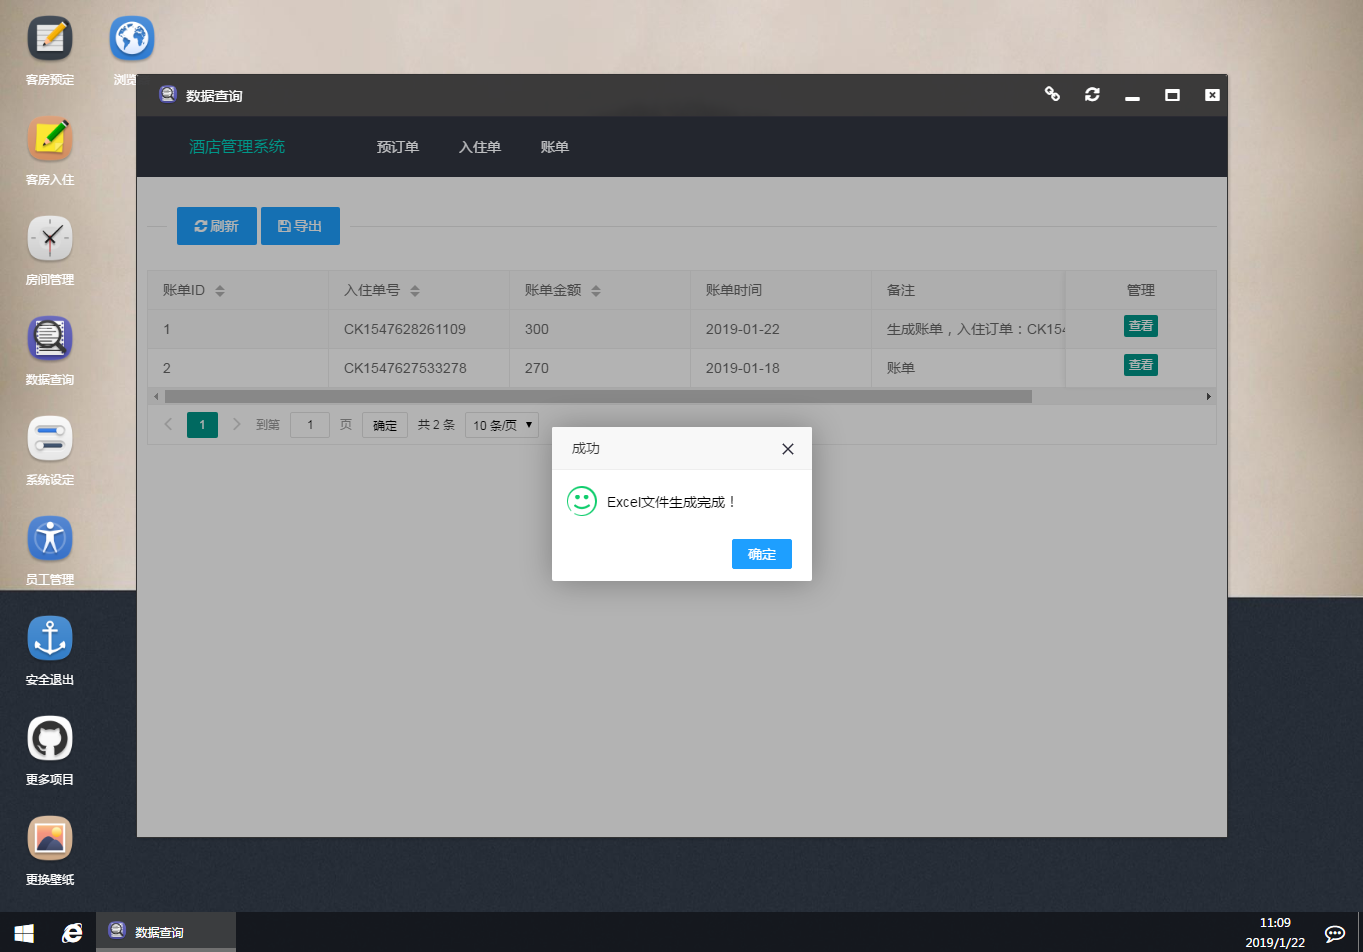 客房预定
浏览
客房入住
房间管理
数据查询
系统设定
员工管理
安全退出
更多项目
更换壁纸
数据查询
酒店管理系统 预订单 入住单 账单
刷新 导出
账单ID 入住单号 账单金额 账单时间 备注 管理
1 CK1547628261109 300 2019-01-22 生成账单，入住订单：CK154 查看
2 CK1547627533278 270 2019-01-18 账单 查看
1 到第 1 页 确定 共 2 条 10 条/页
成功
Excel文件生成完成！
确定
数据查询
11:09
2019/1/22